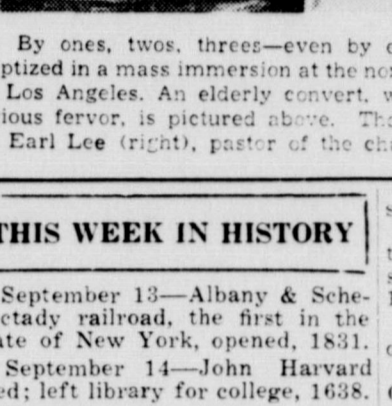 By ones, twos, threes—even by
ptized in a mass immersion at the no
Los Angeles. An elderly convert,
ious fervor, is pictured above. Th
Earl Lee (right), pastor of the ch
THIS WEEK IN HISTORY
September 13—Albany & Sche-
ctady railroad, the first in the
ate of New York, opened, 1831.
September 14—John Harvard
ed; left library for college, 1638.